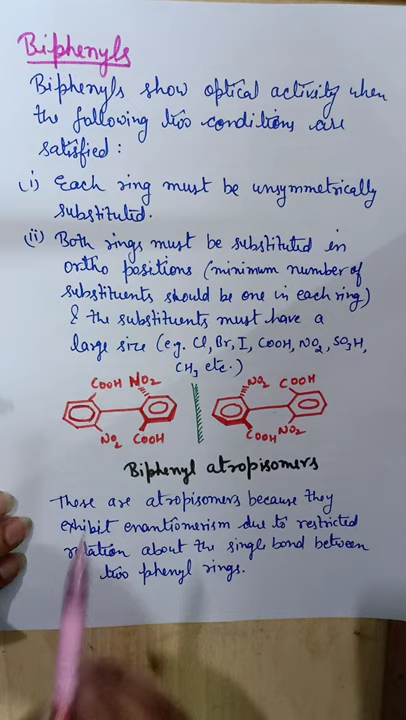 Biphenyls
Biphenyls show optical activity when
the following two conditions are
satisfied:
(i) Each ring must be unsymmetrically
substituted.
(ii) Both rings must be substituted in
ortho positions (minimum number of
substituents should be one in each ring)
& the substituents must have a
large size (eg. Cl, Br, I, COOH, NO2, SO3H,
CH3 etc.)
COOH NO2 NO2 COOH
NO2 COOH COOH NO2
Biphenyl atropisomers
These are atropisomers because they
exhibit enantiomerism due to restricted
rotation about the single bond between
two phenyl rings.